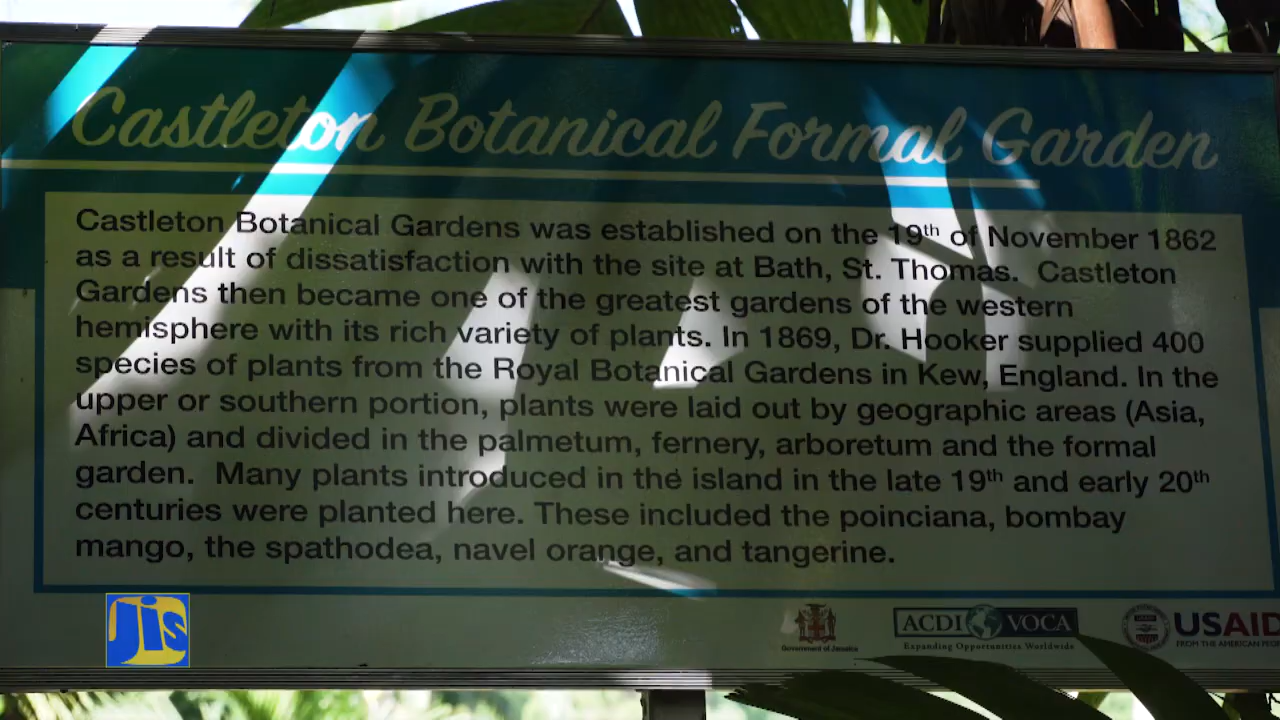 Castleton Botanical Formal Garden
Castleton Botanical Gardens was established on the 19th of November 1862
as a result of dissatisfaction with the site at Bath, St. Thomas. Castleton
Gardens then became one of the greatest gardens of the western
hemisphere with its rich variety of plants. In 1869, Dr. Hooker supplied 400
species of plants from the Royal Botanical Gardens in Kew, England. In the
upper or southern portion, plants were laid out by geographic areas (Asia,
Africa) and divided in the palmetum, fernery, arboretum and the formal
garden. Many plants introduced in the island in the late 19th and early 20th
centuries were planted here. These included the poinciana, bombay
mango, the spathodea, navel orange, and tangerine.
JIS
Government of Jamaica
ACDI VOCA
Expanding Opportunities Worldwide
USAID
FROM THE AMERICAN